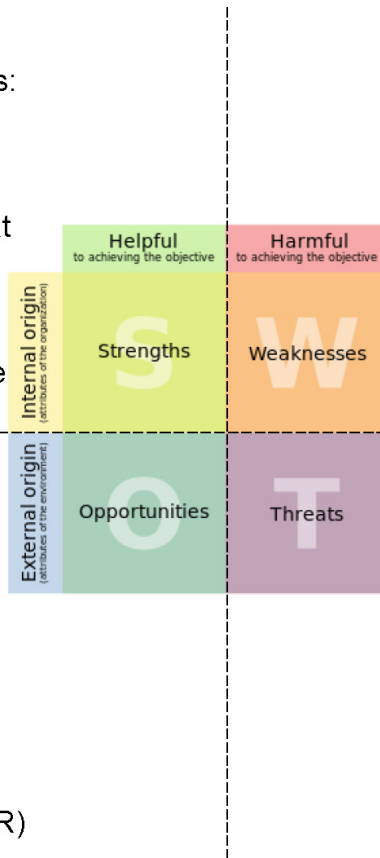 s:
xt
Helpful
to achieving the objective
Harmful
to achieving the objective
Internal origin
(attributes of the organization)
S
Strengths
W
Weaknesses
e
External origin
(attributes of the environment)
O
Opportunities
T
Threats
R)